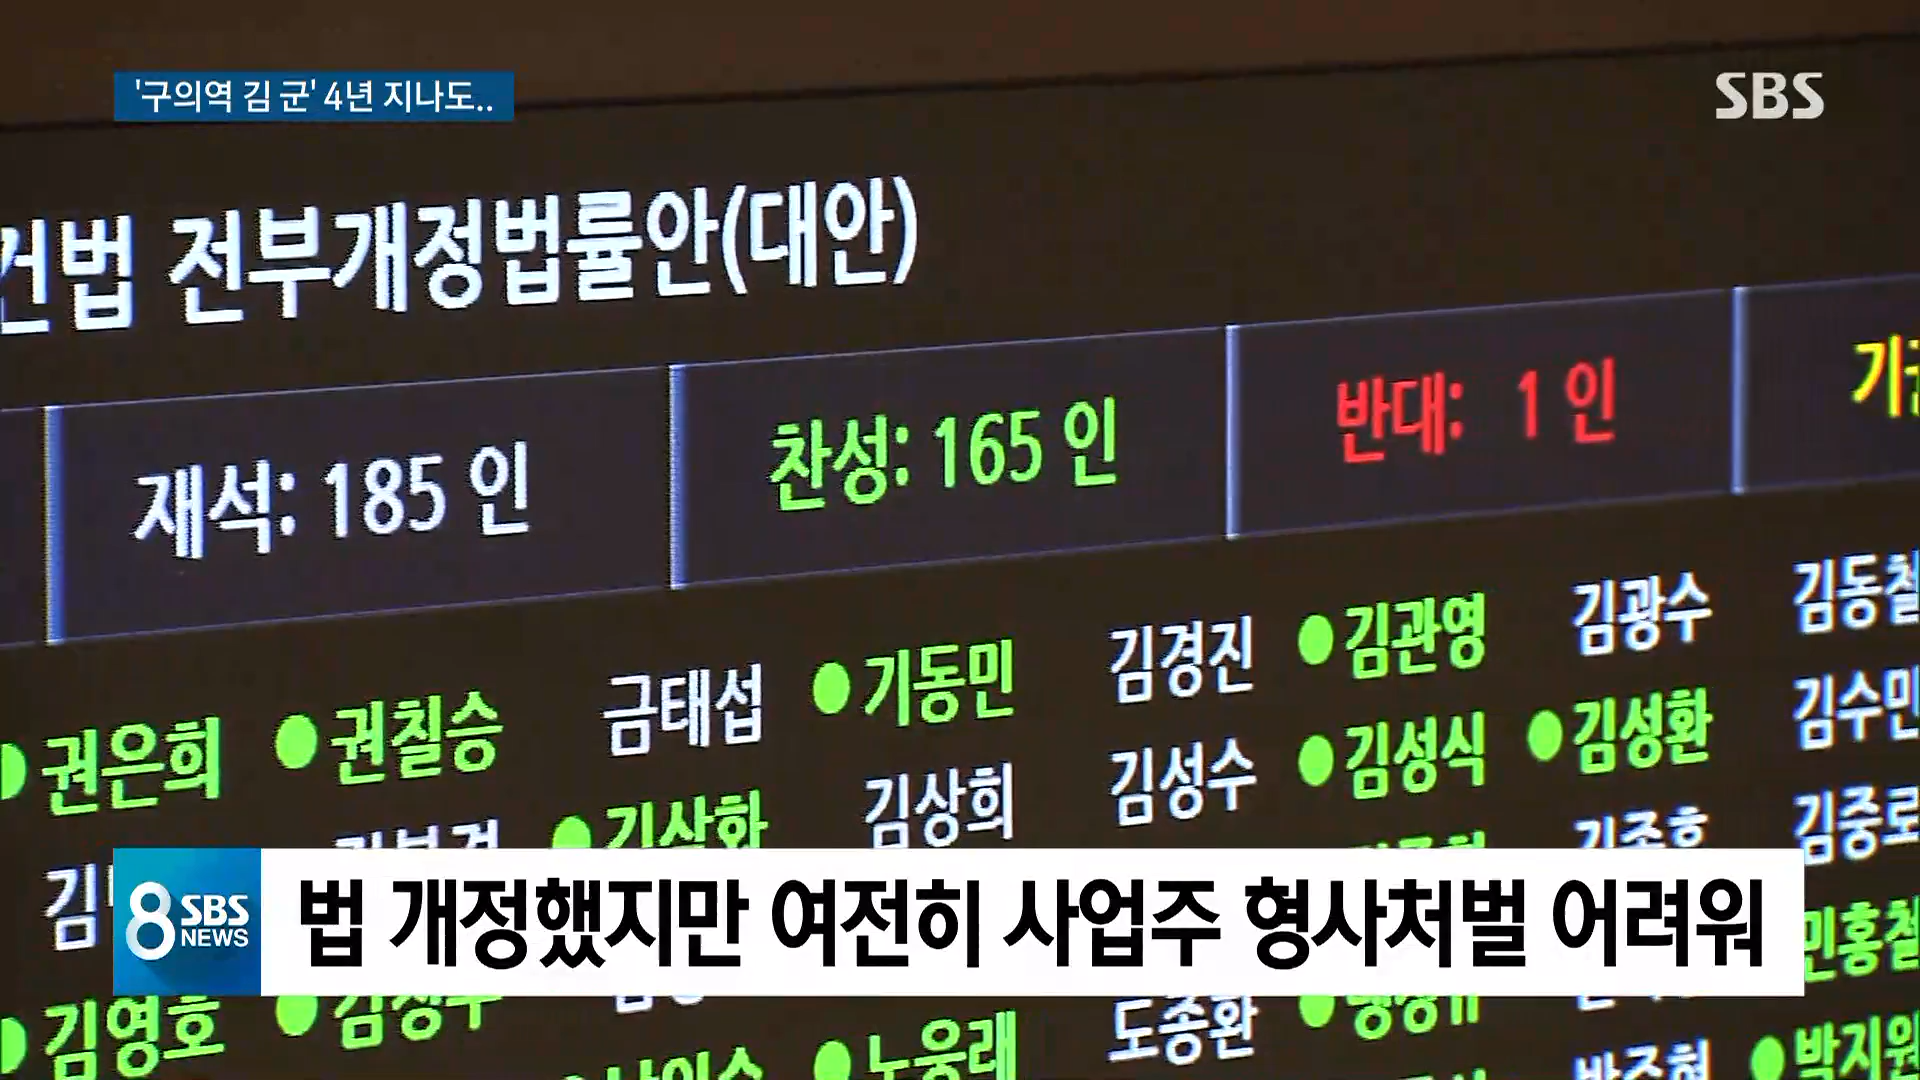 '구의역 김 군' 4년 지나도..
SBS
건법 전부개정법률안(대안)
재석: 185 인 찬성: 165 인 반대: 1 인
권은희 권칠승 금태섭 기동민 김경진 김관영 김광수 김동철
김상희 김성수 김성식 김성환 김수민
김중로
8 SBS NEWS
법 개정했지만 여전히 사업주 형사처벌 어려워
민홍철
김영호 노웅래 도종환 박지원